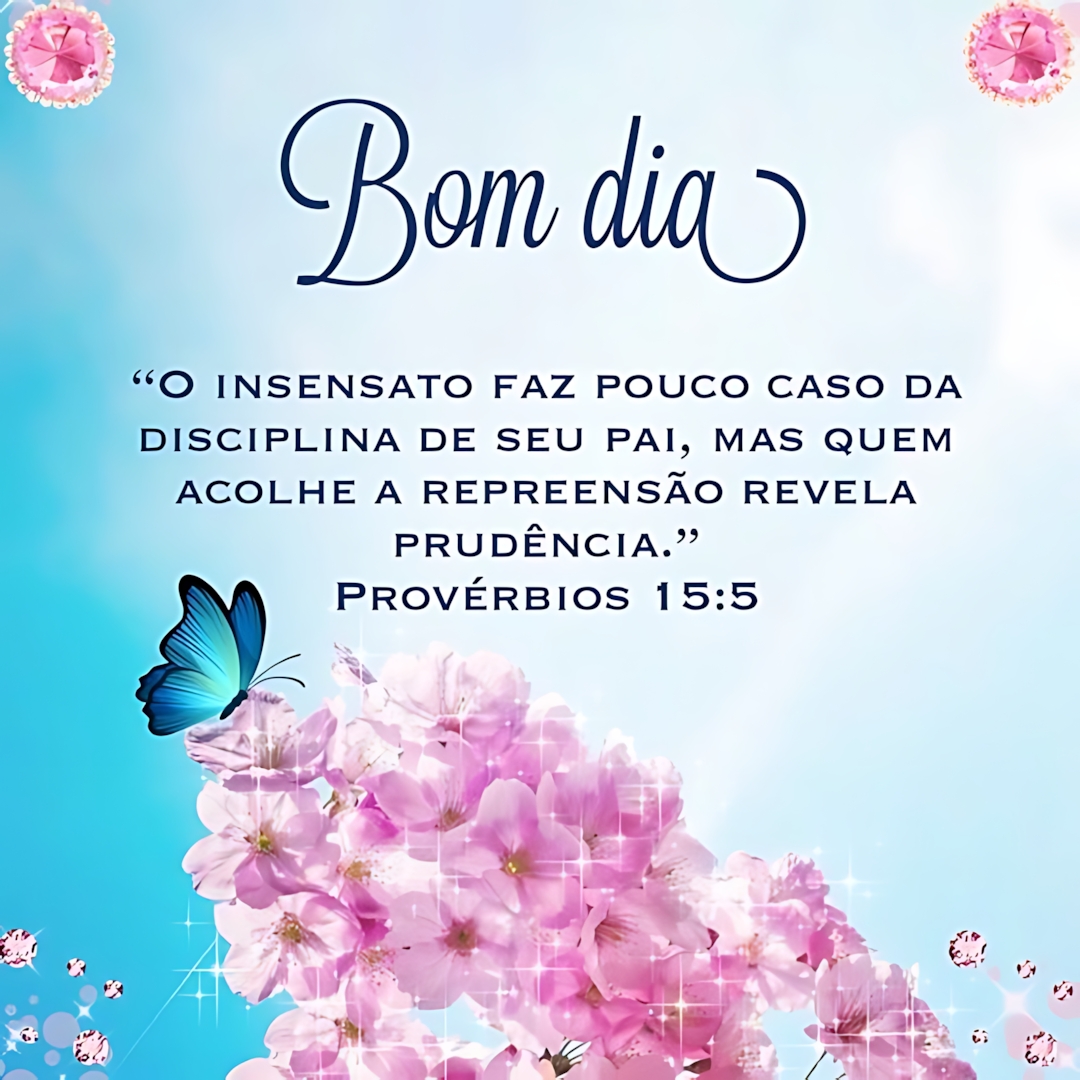 Bom dia
“O INSENSATO FAZ POUCO CASO DA
DISCIPLINA DE SEU PAI, MAS QUEM
ACOLHE A REPREENSÃO REVELA
PRUDÊNCIA.”
PROVÉRBIOS 15:5